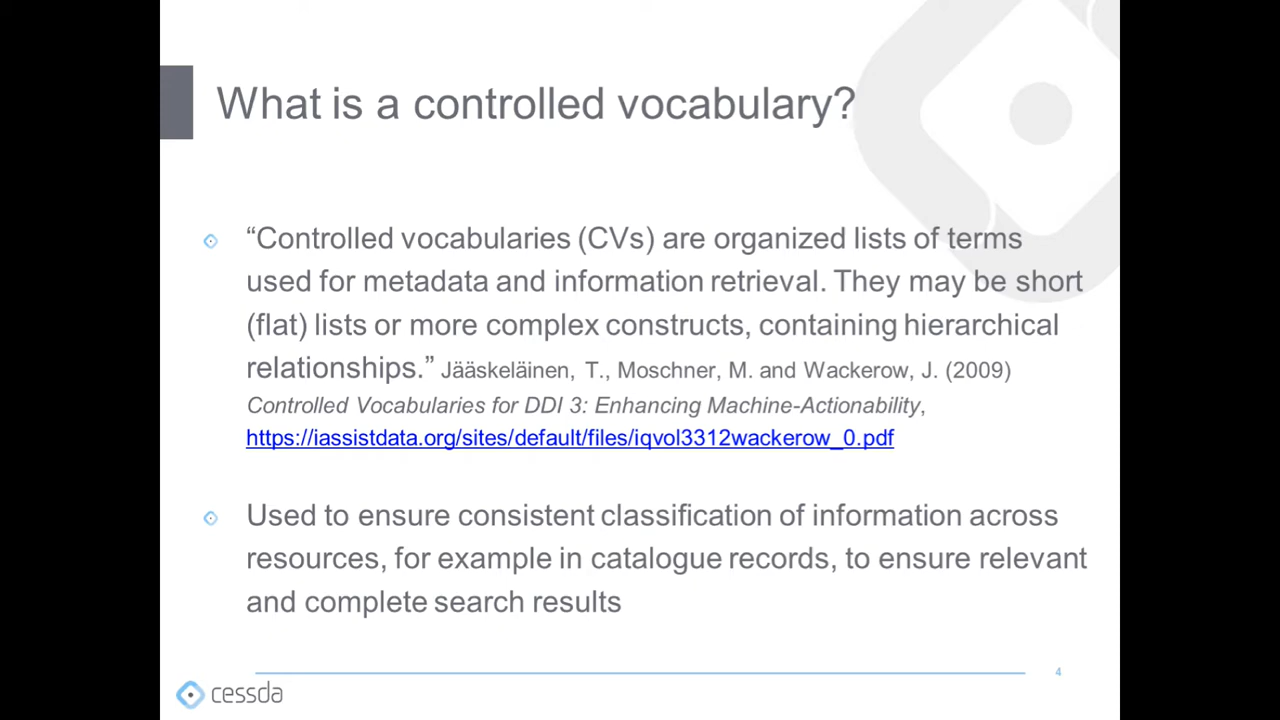 What is a controlled vocabulary?
“Controlled vocabularies (CVs) are organized lists of terms
used for metadata and information retrieval. They may be short
(flat) lists or more complex constructs, containing hierarchical
relationships.” Jääskeläinen, T., Moschner, M. and Wackerow, J. (2009)
Controlled Vocabularies for DDI 3: Enhancing Machine-Actionability,
https://iassistdata.org/sites/default/files/iqvol3312wackerow_0.pdf
Used to ensure consistent classification of information across
resources, for example in catalogue records, to ensure relevant
and complete search results
4
cessda